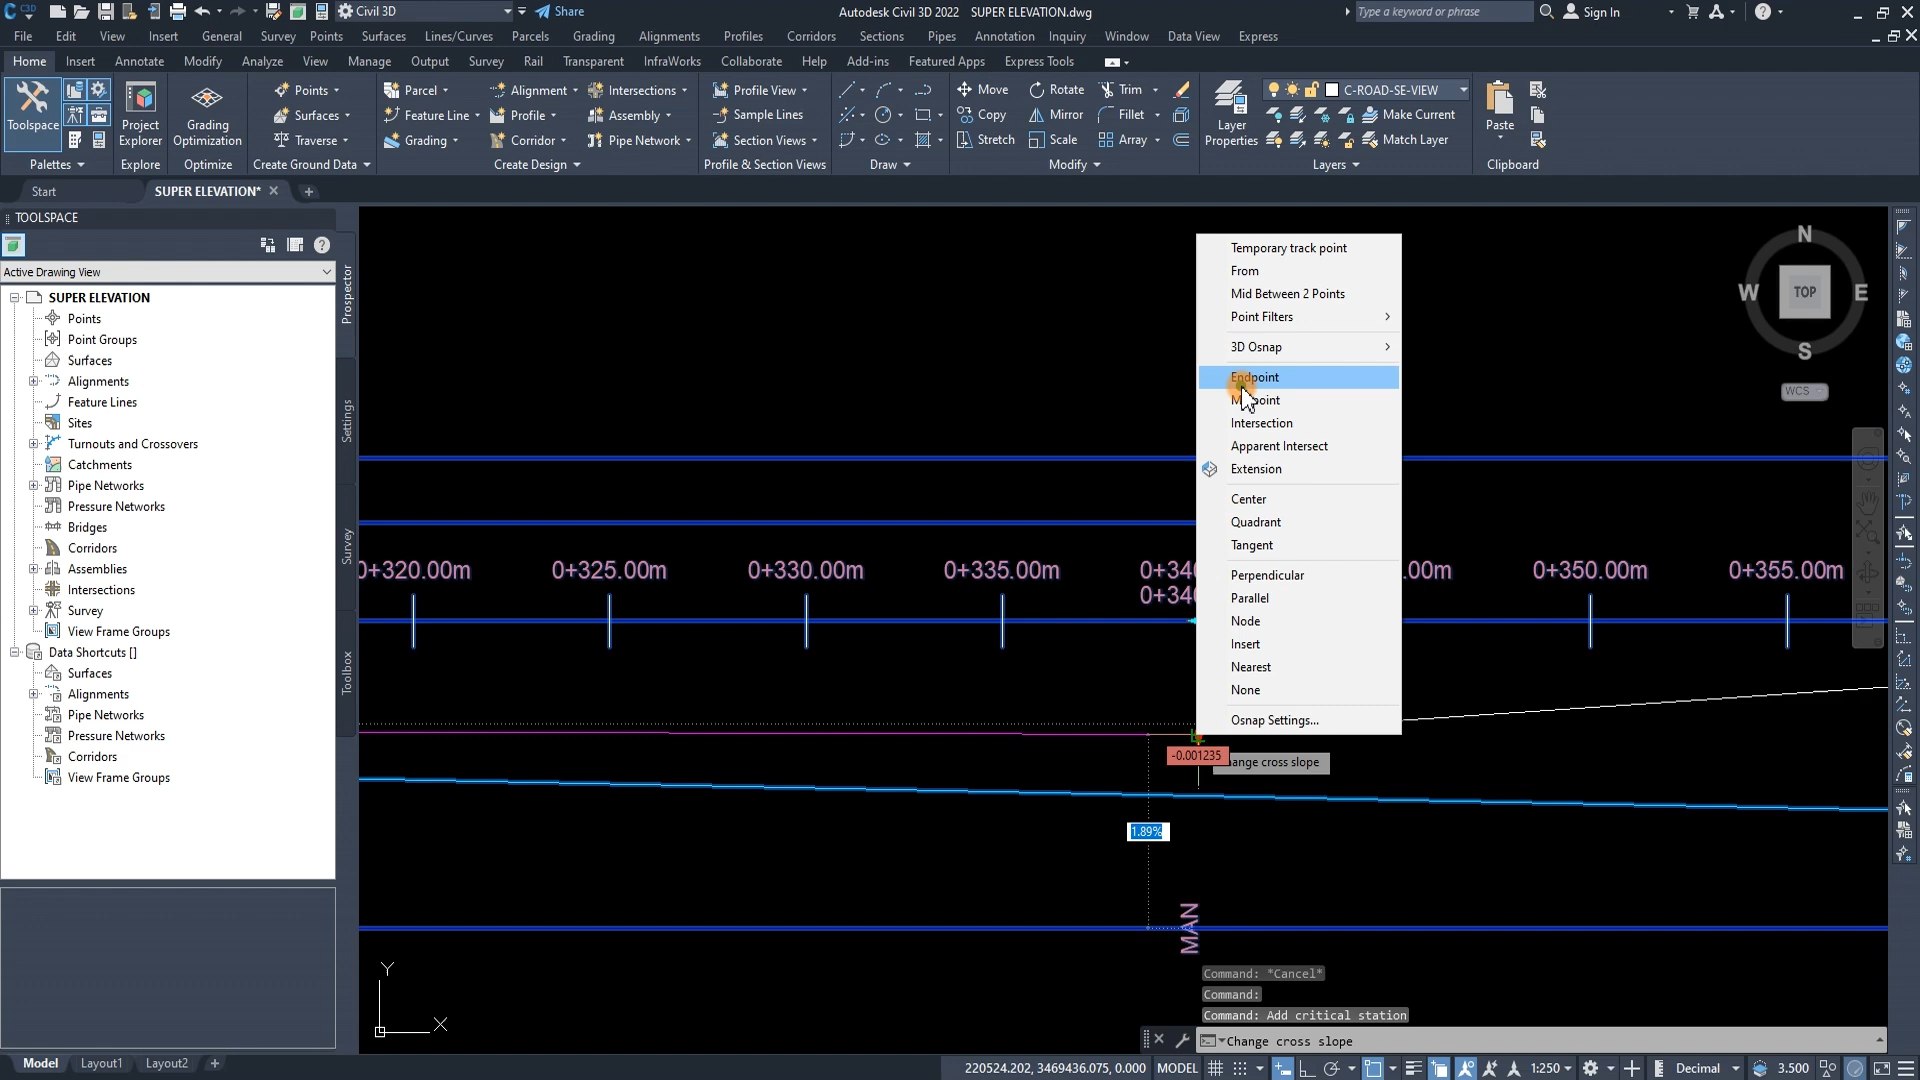 Civil 3D
Share
Autodesk Civil 3D 2022 SUPER ELEVATION.dwg
Type a keyword or phrase
Sign In
File Edit View Insert General Survey Points Surfaces Lines/Curves Parcels Grading Alignments Profiles Corridors Sections Pipes Annotation Inquiry Window Data View Express
Home Insert Annotate Modify Analyze View Manage Output Survey Rail Transparent InfraWorks Collaborate Help Add-ins Featured Apps Express Tools
Toolspace
Palettes
Project Explorer
Explore
Grading Optimization
Optimize
Points
Surfaces
Traverse
Create Ground Data
Parcel
Feature Line
Grading
Alignment
Profile
Corridor
Intersections
Assembly
Pipe Network
Create Design
Profile View
Sample Lines
Section Views
Profile & Section Views
Draw
Move
Copy
Stretch
Rotate
Mirror
Scale
Trim
Fillet
Array
Modify
Layer Properties
C-ROAD-SE-VIEW
Make Current
Match Layer
Layers
Paste
Clipboard
Start
SUPER ELEVATION*
TOOLSPACE
Active Drawing View
SUPER ELEVATION
Points
Point Groups
Surfaces
Alignments
Feature Lines
Sites
Turnouts and Crossovers
Catchments
Pipe Networks
Pressure Networks
Bridges
Corridors
Assemblies
Intersections
Survey
View Frame Groups
Data Shortcuts []
Surfaces
Alignments
Pipe Networks
Pressure Networks
Corridors
View Frame Groups
Prospector
Settings
Survey
Toolbox
Temporary track point
From
Mid Between 2 Points
Point Filters
3D Osnap
Endpoint
Intersection
Apparent Intersect
Extension
Center
Quadrant
Tangent
Perpendicular
Parallel
Node
Insert
Nearest
None
Osnap Settings...
N
W
TOP
E
S
WCS
0+320.00m 0+325.00m 0+330.00m 0+335.00m 0+34 .00m 0+350.00m 0+355.00m
0+340
-0.001235
ange cross slope
1.89%
MAN
Y
X
Command: *Cancel*
Command:
Command: Add critical station
Change cross slope
Model Layout1 Layout2
220524.202, 3469436.075, 0.000 MODEL 1:250 Decimal 3.500